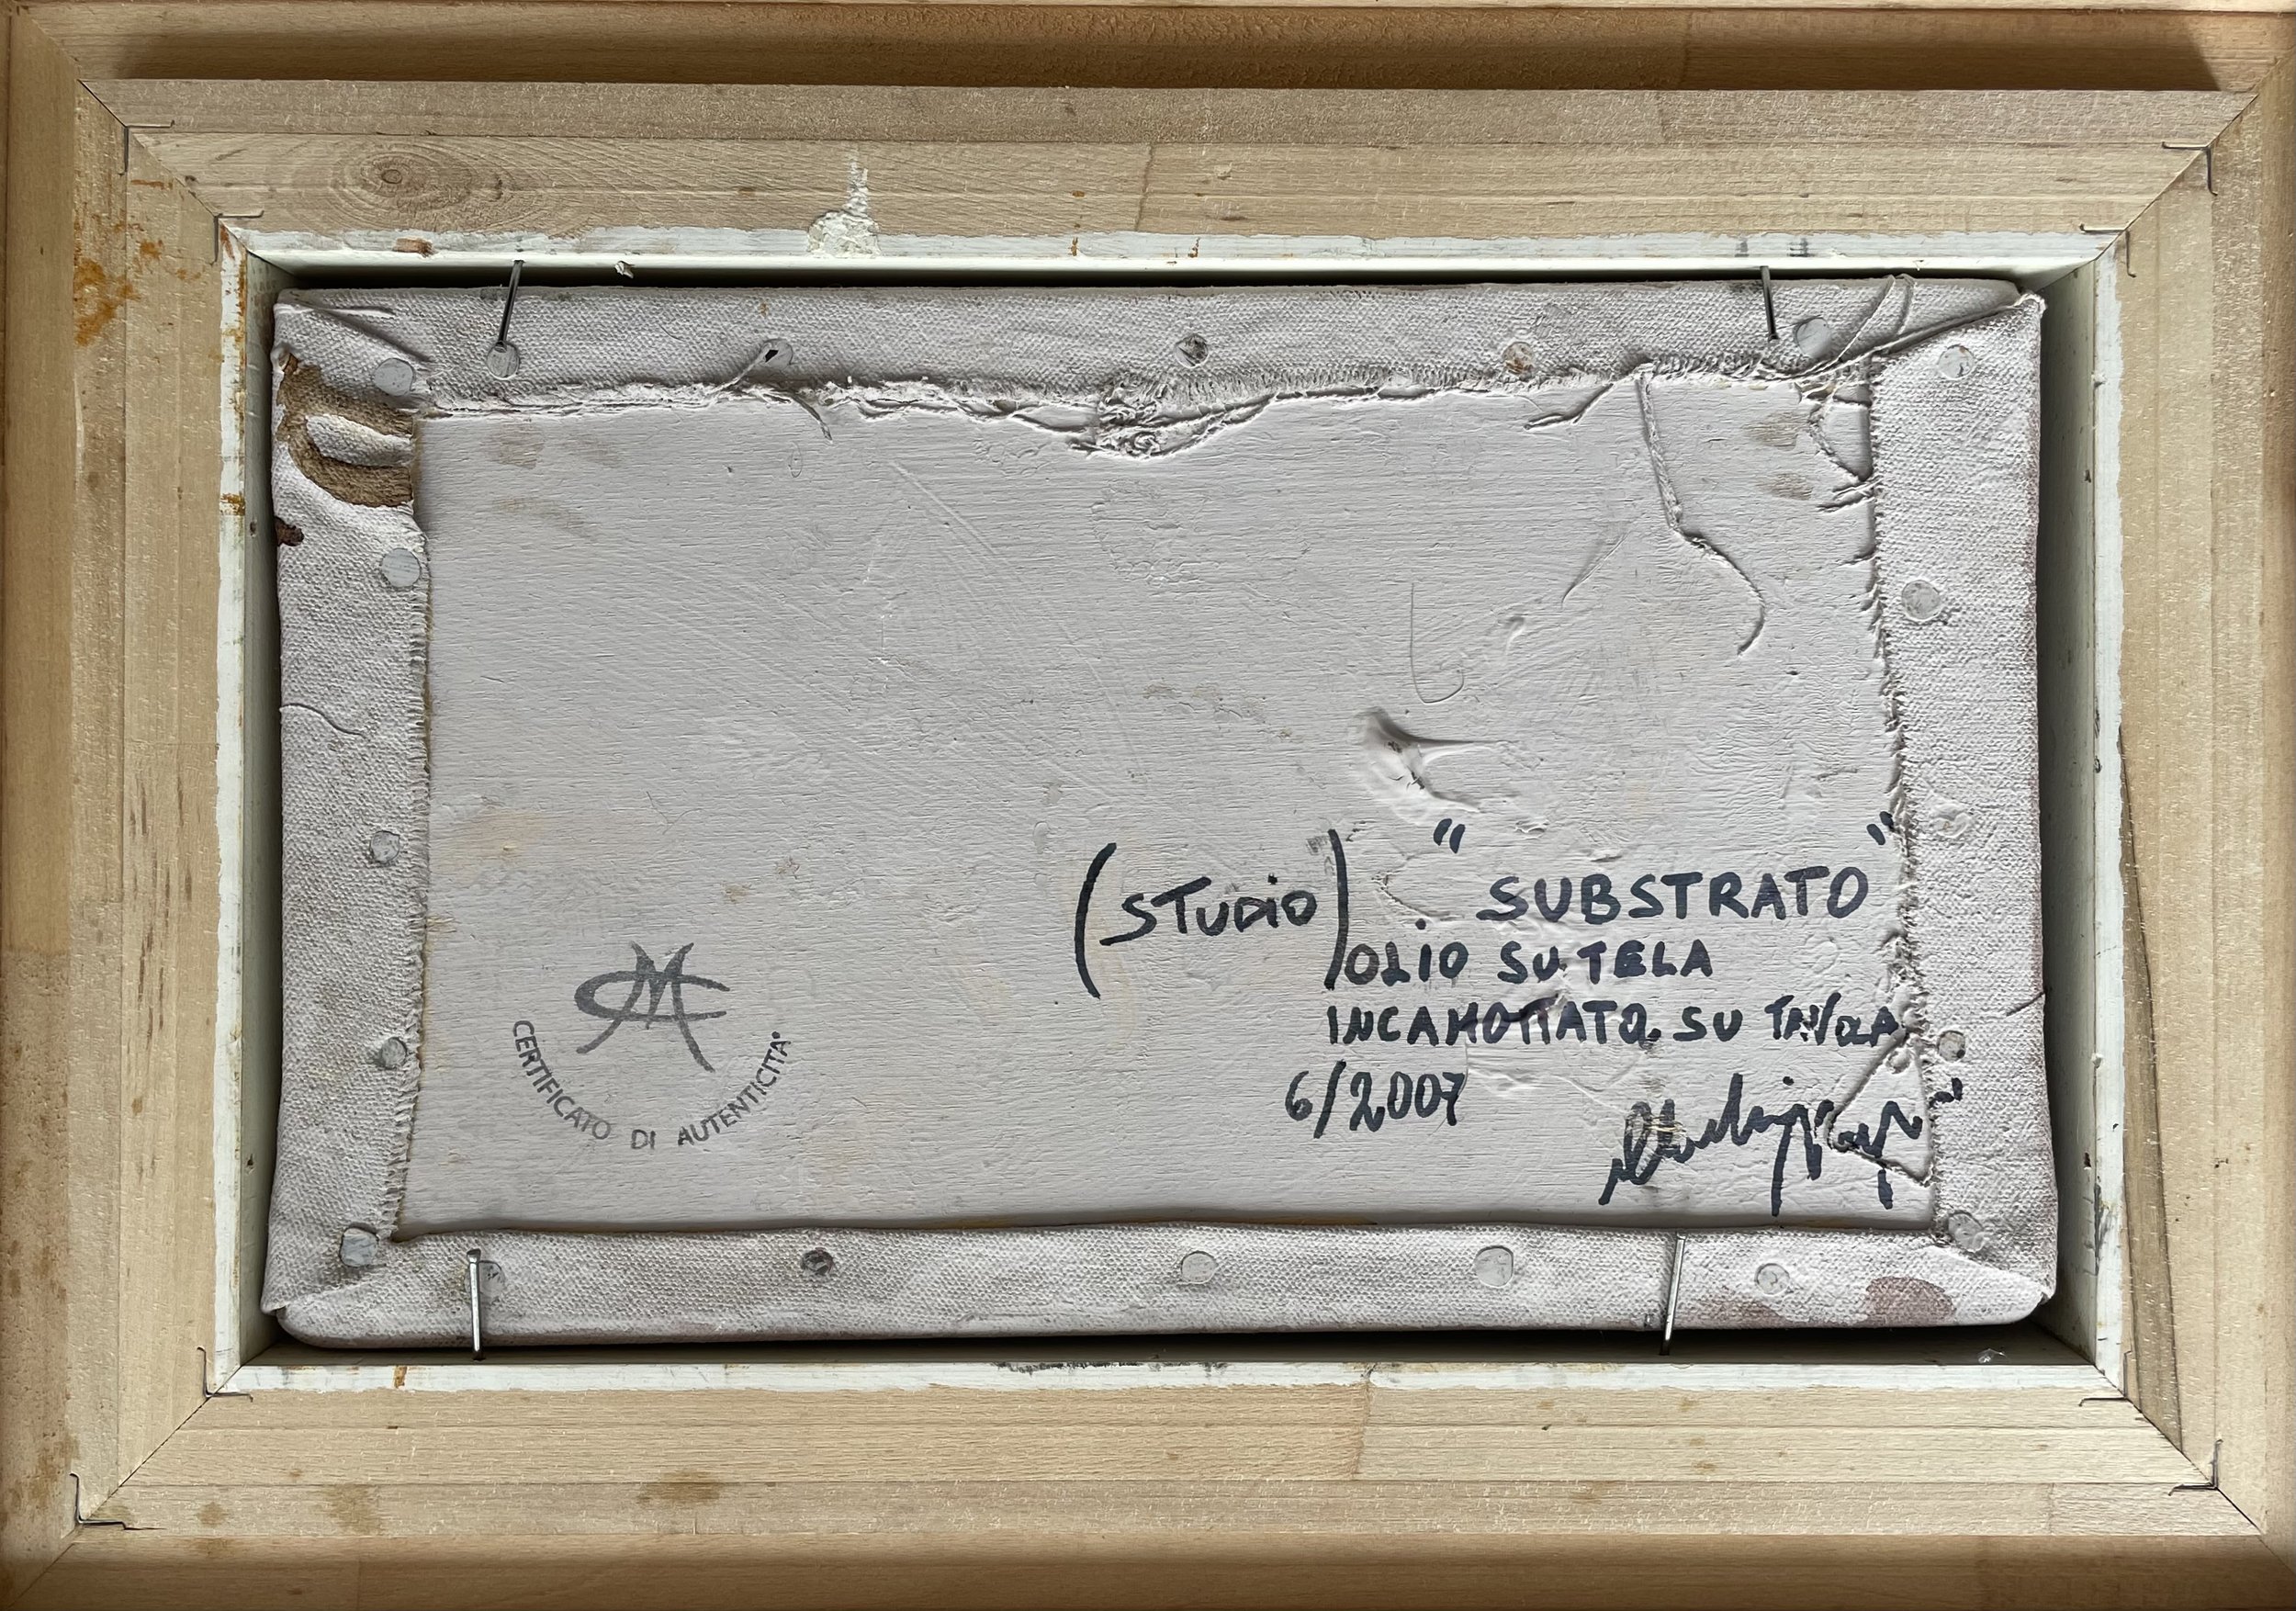 (STUDIO) " SUBSTRATO "
OLIO SU TELA
INCAMOTTATO SU TAVOLA
6/2007
CERTIFICATO DI AUTENTICITA'